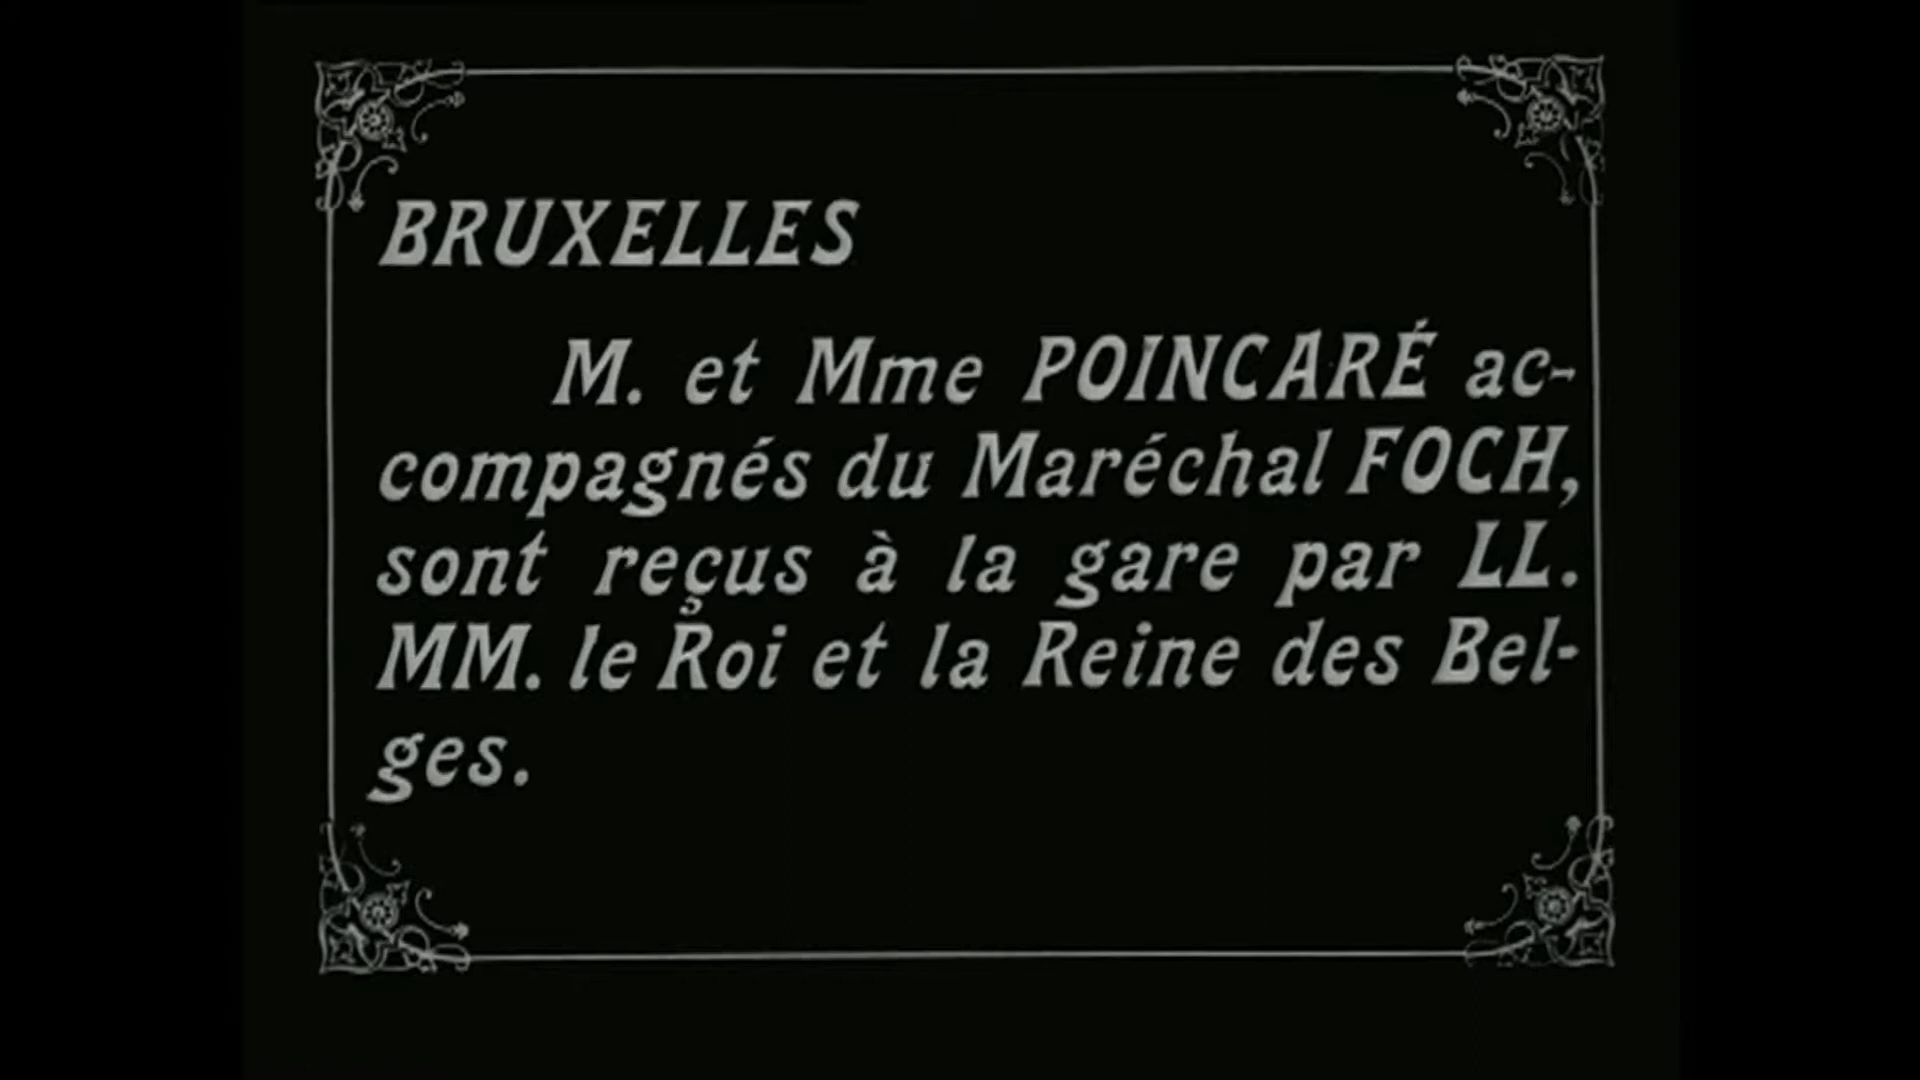 BRUXELLES
M. et Mme POINCARÉ ac-
compagnés du Maréchal FOCH,
sont reçus à la gare par LL.
MM. le Roi et la Reine des Bel-
ges.